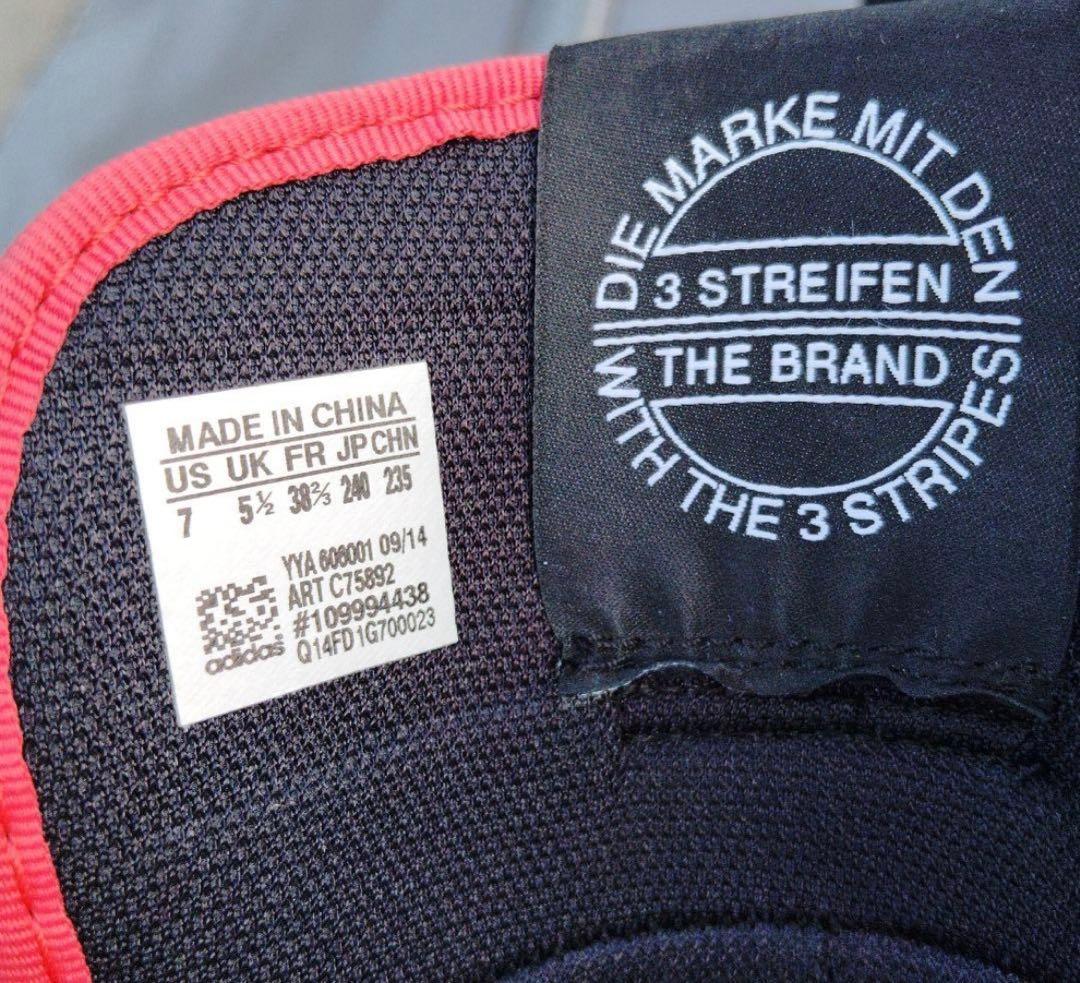 MADE IN CHINA
US UK FR JP CHN
7 5½ 38⅔ 240 235
YYA 606001 09/14
ART C75892
#109994438
Q14FD1G700023
adidas
DIE MARKE MIT DEN
3 STREIFEN
THE BRAND
WITH THE 3 STRIPES